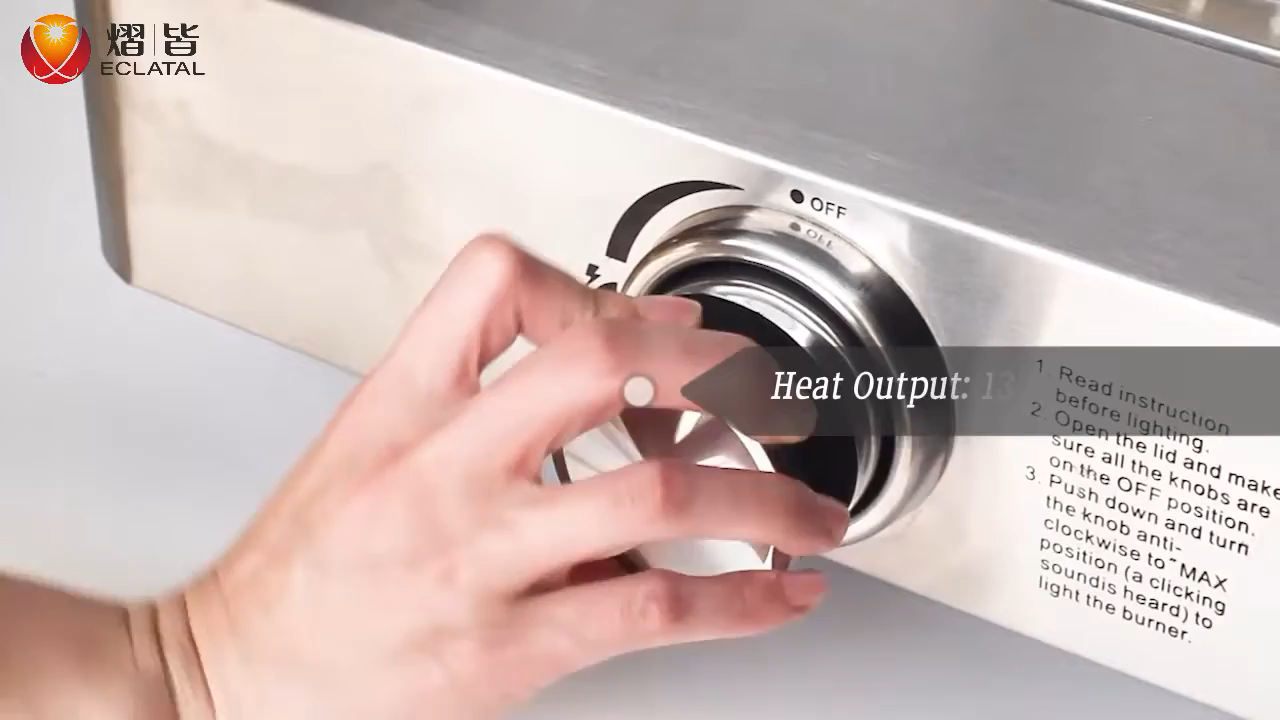 熠皆
ECLATAL
OFF
Heat Output: 13
1. Read instruction
before lighting.
2. Open the lid and make
sure all the knobs are
on the OFF position.
3. Push down and turn
the knob anti-
clockwise to" MAX
position (a clicking
soundis heard) to
light the burner.